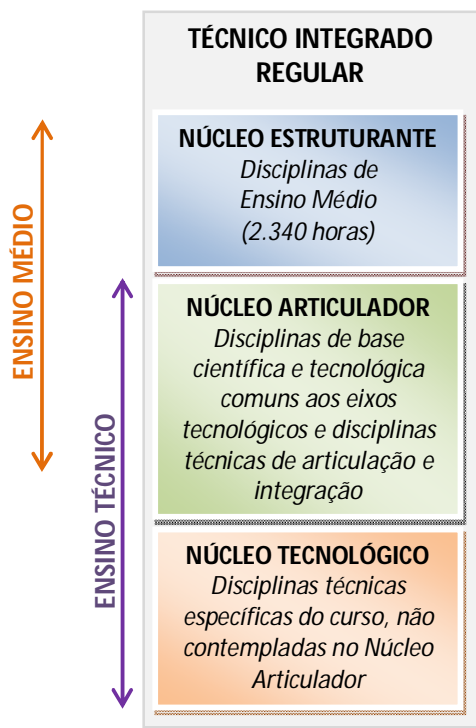 TÉCNICO INTEGRADO
REGULAR
ENSINO MÉDIO
NÚCLEO ESTRUTURANTE
Disciplinas de
Ensino Médio
(2.340 horas)
ENSINO TÉCNICO
NÚCLEO ARTICULADOR
Disciplinas de base
científica e tecnológica
comuns aos eixos
tecnológicos e disciplinas
técnicas de articulação e
integração
NÚCLEO TECNOLÓGICO
Disciplinas técnicas
específicas do curso, não
contempladas no Núcleo
Articulador